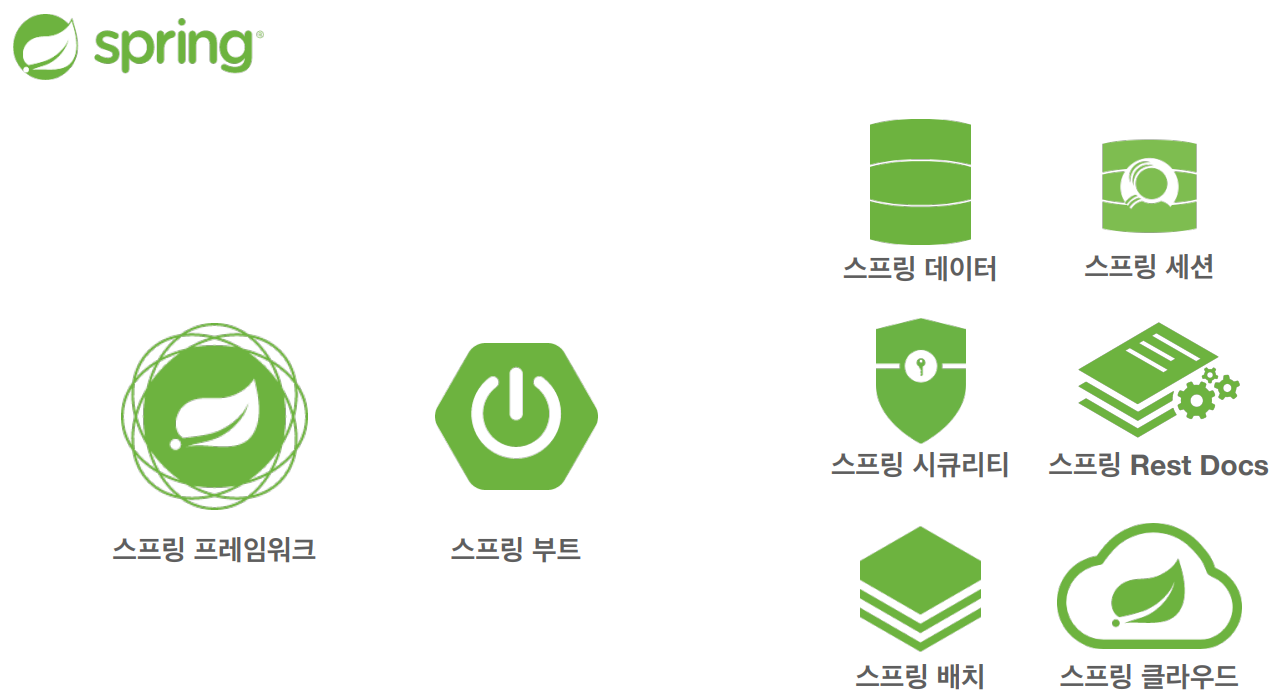 spring®
스프링 데이터
스프링 세션
스프링 시큐리티
스프링 Rest Docs
스프링 프레임워크
스프링 부트
스프링 배치
스프링 클라우드